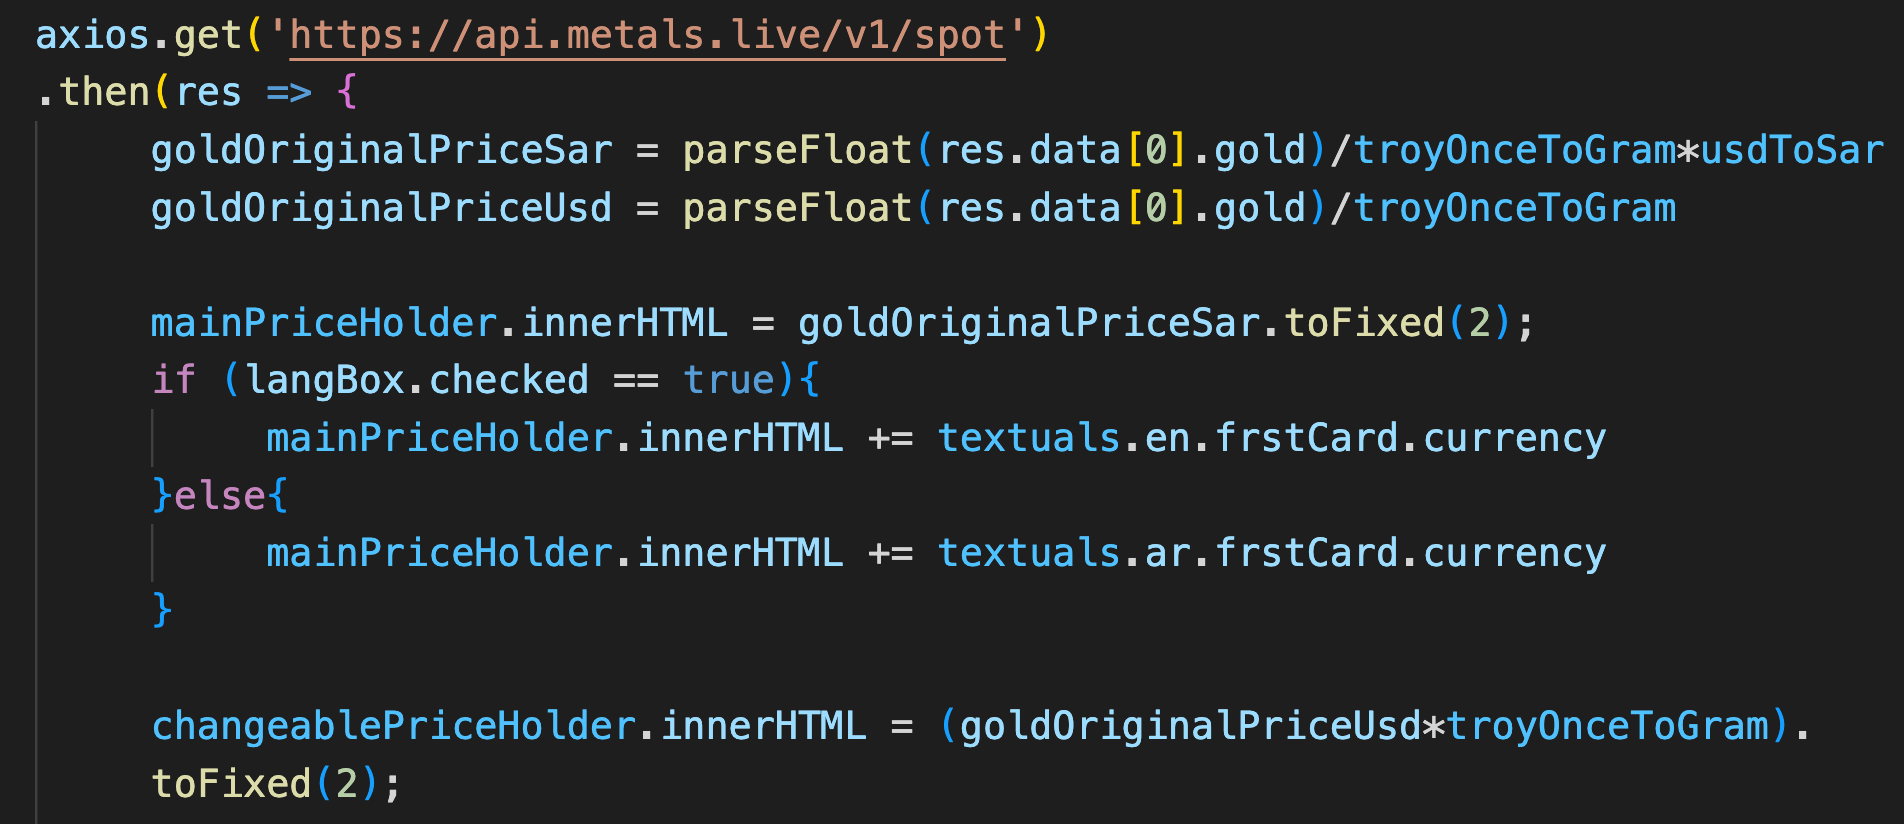 axios.get('https://api.metals.live/v1/spot')
.then(res => {
goldOriginalPriceSar = parseFloat(res.data[0].gold)/troyOnceToGram*usdToSar
goldOriginalPriceUsd = parseFloat(res.data[0].gold)/troyOnceToGram
mainPriceHolder.innerHTML = goldOriginalPriceSar.toFixed(2);
if (langBox.checked == true){
mainPriceHolder.innerHTML += textuals.en.frstCard.currency
}else{
mainPriceHolder.innerHTML += textuals.ar.frstCard.currency
}
changeablePriceHolder.innerHTML = (goldOriginalPriceUsd*troyOnceToGram).
toFixed(2);